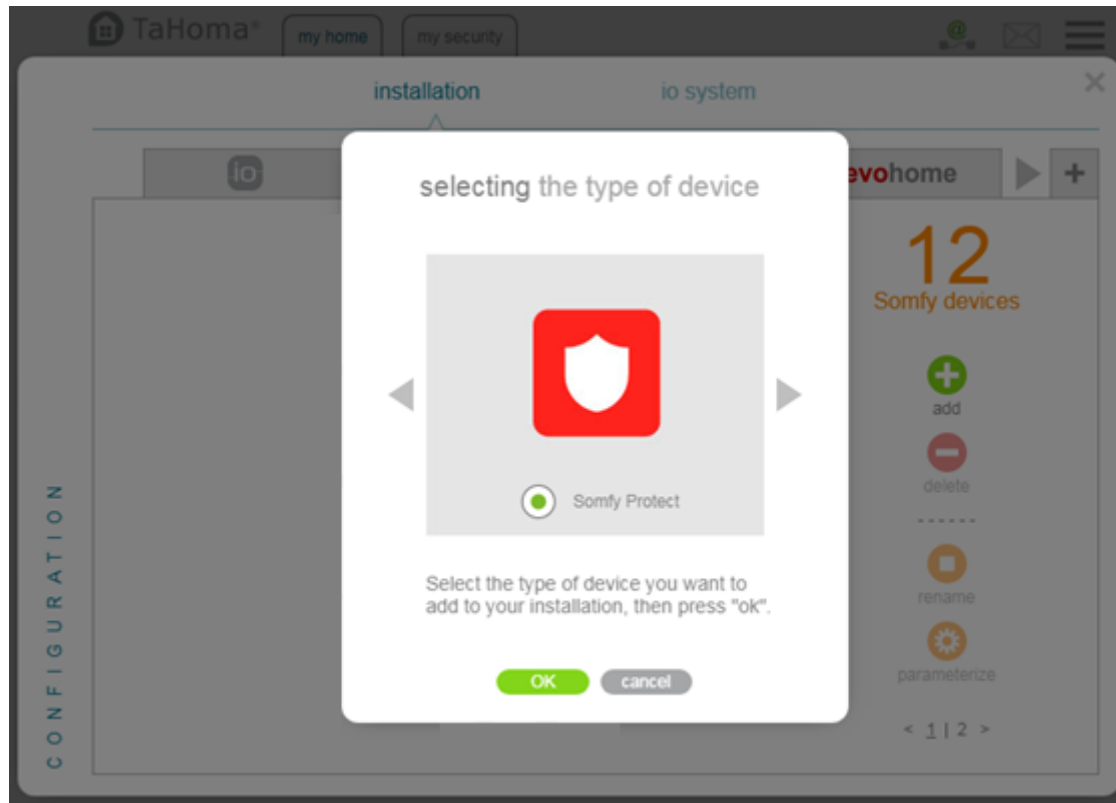 TaHoma®
my home
my security
installation
io system
io
evohome
selecting the type of device
12
Somfy devices
add
Somfy Protect
delete
Select the type of device you want to
add to your installation, then press "ok".
rename
OK
cancel
parameterize
< 1 | 2 >
CONFIGURATION